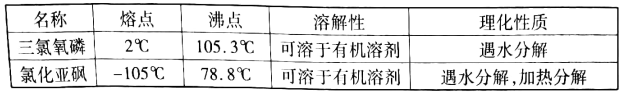 名称 熔点 沸点 溶解性 理化性质
三氯氧磷 2℃ 105.3℃ 可溶于有机溶剂 遇水分解
氯化亚砜 -105℃ 78.8℃ 可溶于有机溶剂 遇水分解,加热分解